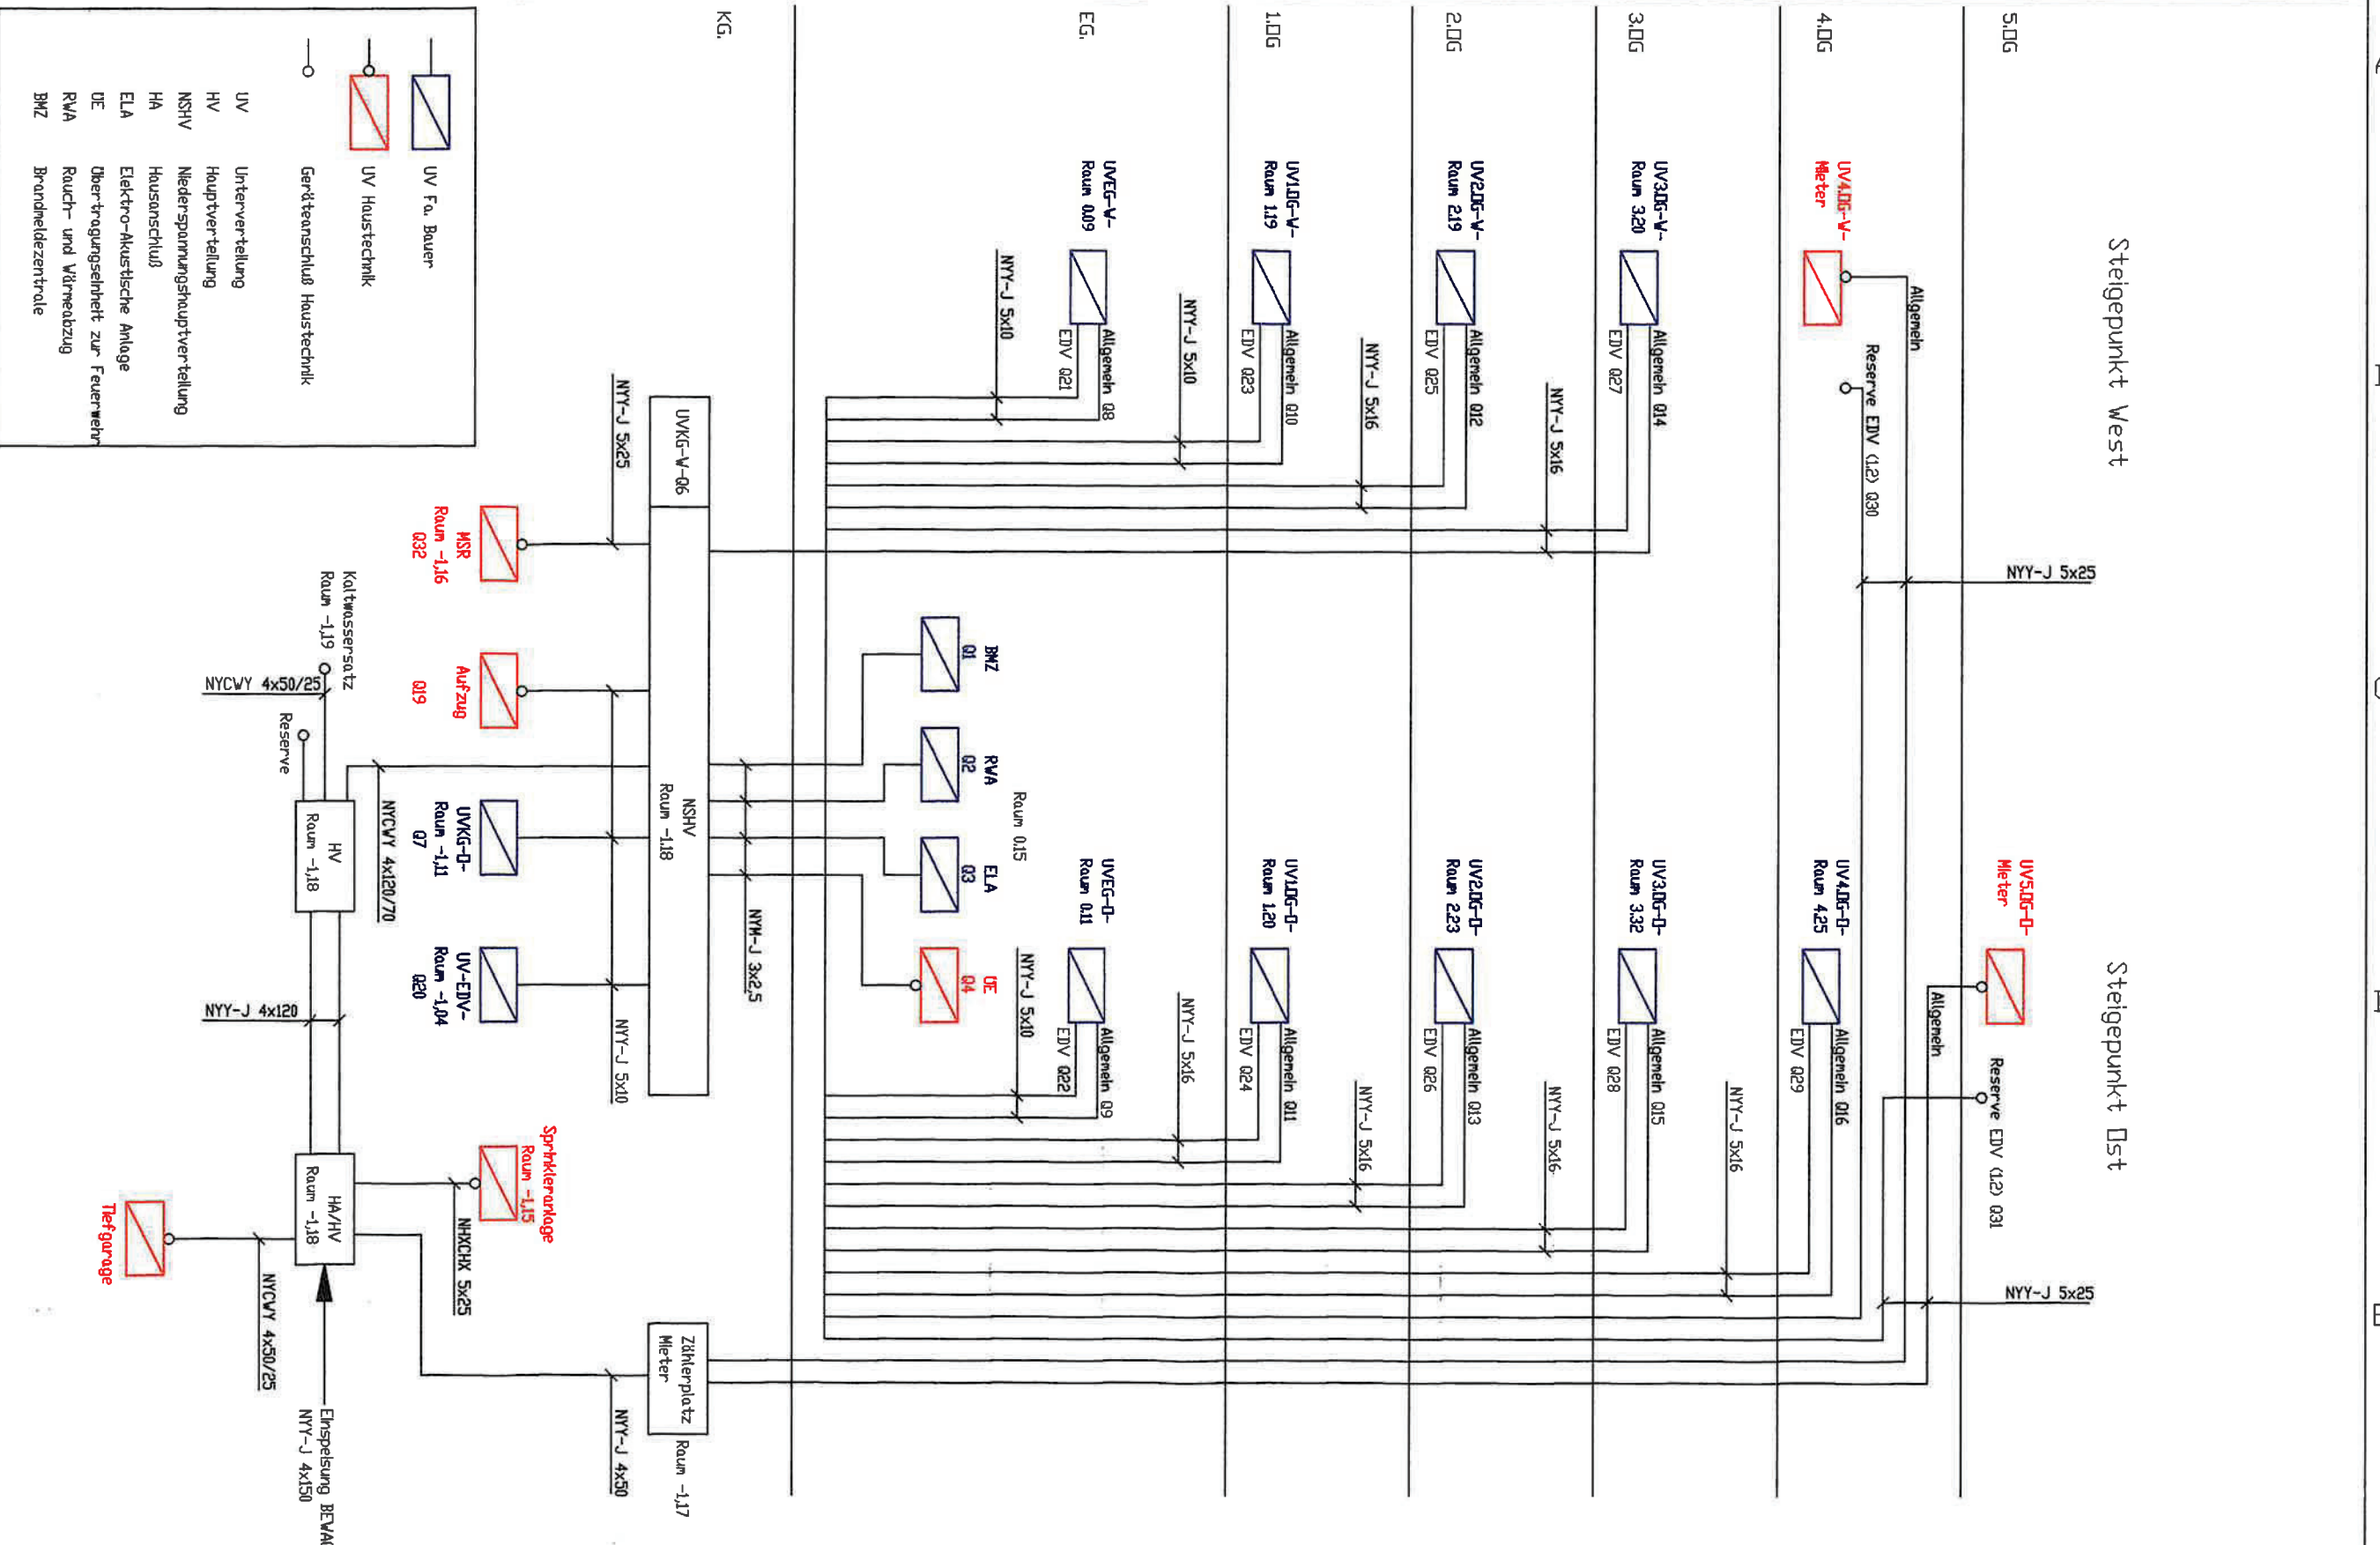 Steigepunkt West
Steigepunkt Ost
5.OG
NYY-J 5x25
UV5.OG-O-
Mieter
Allgemein
Reserve EDV (1.2) Q31
NYY-J 5x25
4.OG
UV4.OG-W-
Mieter
Allgemein
Reserve EDV (1.2) Q30
UV4.OG-O-
Raum 4.25
Allgemein Q16
EDV Q29
NYY-J 5x16
3.OG
UV3.OG-W-
Raum 3.20
Allgemein Q14
EDV Q27
NYY-J 5x16
UV3.OG-O-
Raum 3.32
Allgemein Q15
EDV Q28
NYY-J 5x16
2.OG
UV2.OG-W-
Raum 2.19
Allgemein Q12
EDV Q25
NYY-J 5x16
UV2.OG-O-
Raum 2.23
Allgemein Q13
EDV Q26
NYY-J 5x16
1.OG
UV1.OG-W-
Raum 1.19
Allgemein Q10
EDV Q23
NYY-J 5x10
UV1.OG-O-
Raum 1.20
Allgemein Q11
EDV Q24
NYY-J 5x16
EG.
UVEG-W-
Raum 0.09
Allgemein Q8
EDV Q21
NYY-J 5x10
UVEG-O-
Raum 0.11
Allgemein Q9
EDV Q22
NYY-J 5x10
Raum 0.15
BMZ
Q1
RWA
Q2
ELA
Q3
ÜE
Q4
NYM-J 3x2,5
KG.
UVKG-W-Q6
NSHV
Raum -1.18
Zählerplatz
Mieter
Raum -1,17
NYY-J 5x25
NYY-J 5x10
NYY-J 4x50
MSR
Raum -1,16
Q32
Aufzug
Q19
UVKG-O-
Raum -1,11
Q7
UV-EDV-
Raum -1,04
Q20
Sprinkleranlage
Raum -1,15
NHXCHX 5x25
NYCWY 4x120/70
Kaltwassersatz
Raum -1,19
NYCWY 4x50/25
Reserve
HV
Raum -1,18
NYY-J 4x120
HA/HV
Raum -1,18
Einspeisung BEWA
NYY-J 4x150
NYCWY 4x50/25
Tiefgarage
UV Fa. Bauer
UV Haustechnik
Geräteanschluß Haustechnik
UV Unterverteilung
HV Hauptverteilung
NSHV Niederspannungshauptverteilung
HA Hausanschluß
ELA Elektro-Akustische Anlage
ÜE Übertragungseinheit zur Feuerwehr
RWA Rauch- und Wärmeabzug
BMZ Brandmeldezentrale